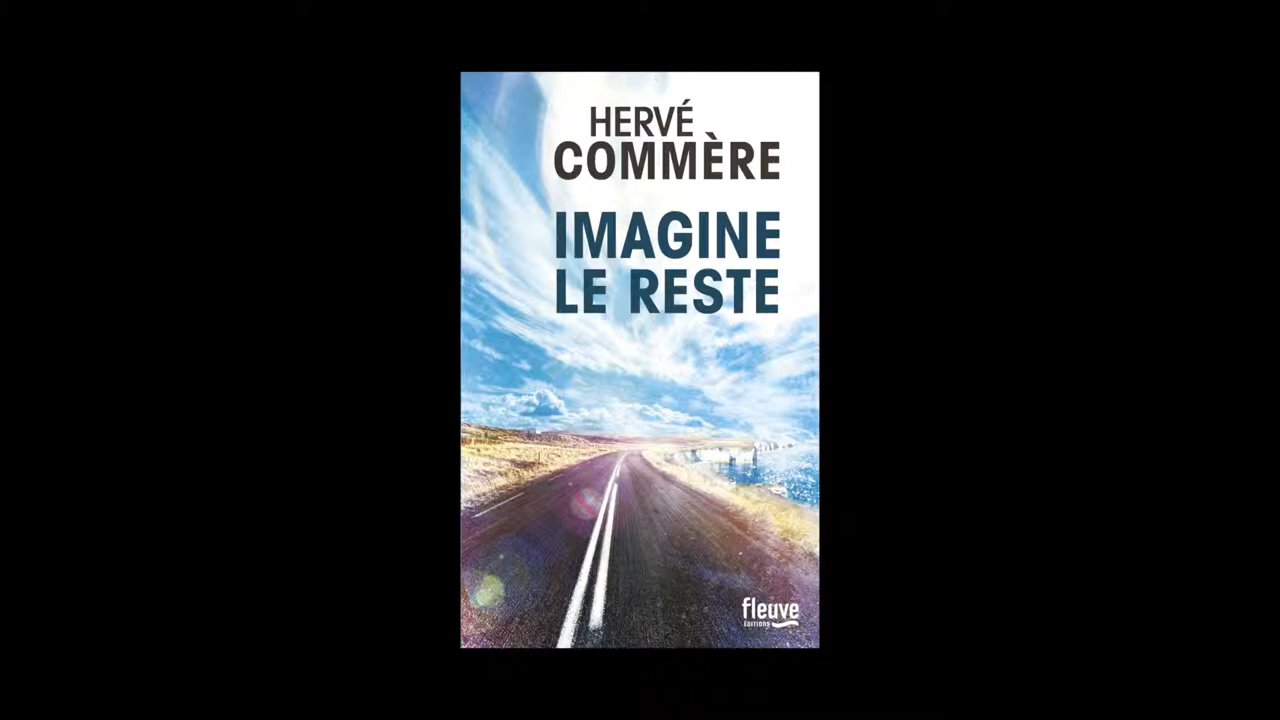 HERVÉ
COMMÈRE
IMAGINE
LE RESTE
fleuve
ÉDITIONS